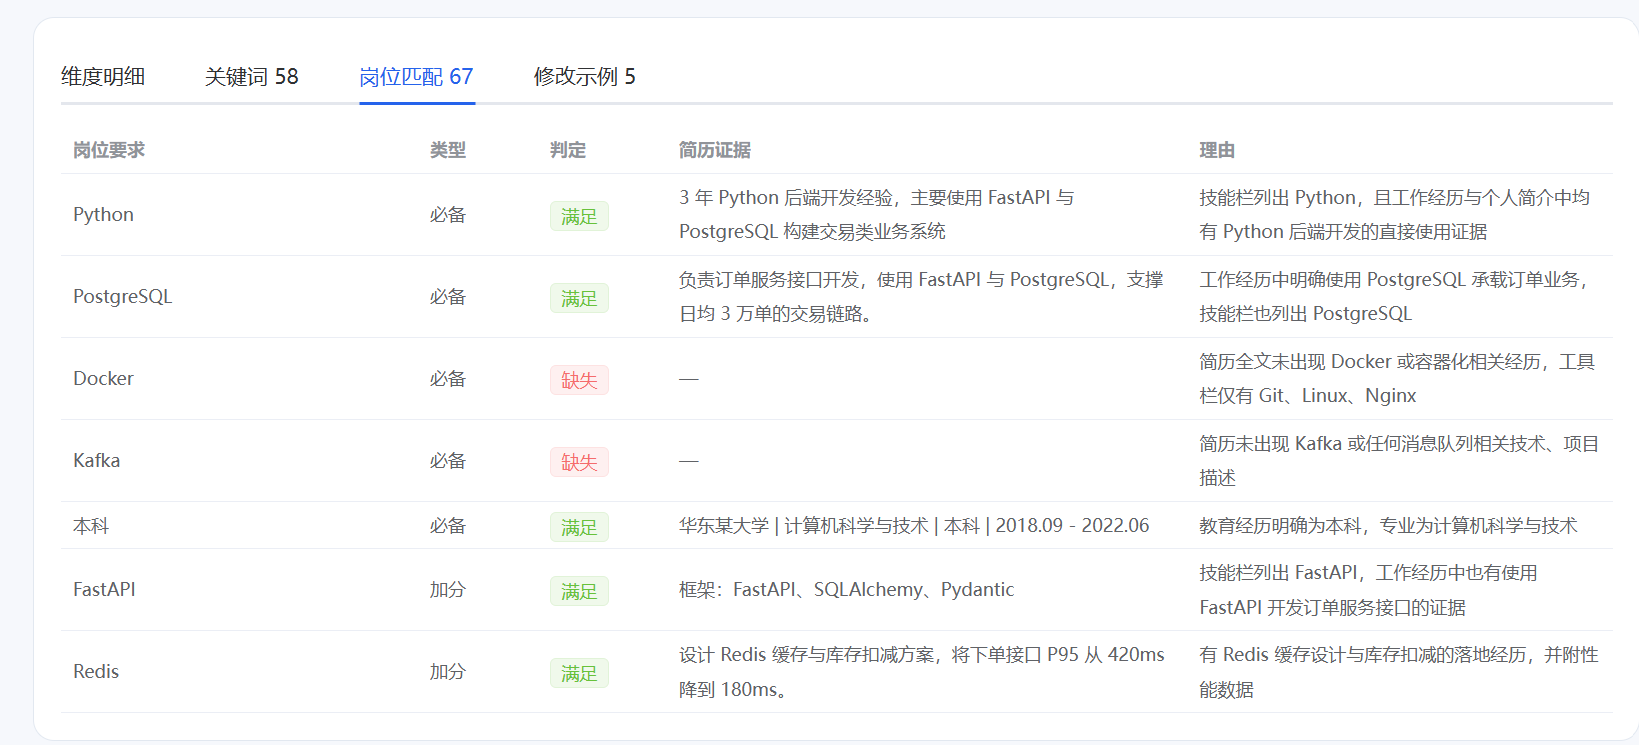 维度明细 关键词 58 岗位匹配 67 修改示例 5
岗位要求 类型 判定 简历证据 理由
Python 必备 满足 3 年 Python 后端开发经验，主要使用 FastAPI 与 PostgreSQL 构建交易类业务系统 技能栏列出 Python，且工作经历与个人简介中均有 Python 后端开发的直接使用证据
PostgreSQL 必备 满足 负责订单服务接口开发，使用 FastAPI 与 PostgreSQL，支撑日均 3 万单的交易链路。 工作经历中明确使用 PostgreSQL 承载订单业务，技能栏也列出 PostgreSQL
Docker 必备 缺失 — 简历全文未出现 Docker 或容器化相关经历，工具栏仅有 Git、Linux、Nginx
Kafka 必备 缺失 — 简历未出现 Kafka 或任何消息队列相关技术、项目描述
本科 必备 满足 华东某大学 | 计算机科学与技术 | 本科 | 2018.09 - 2022.06 教育经历明确为本科，专业为计算机科学与技术
FastAPI 加分 满足 框架：FastAPI、SQLAlchemy、Pydantic 技能栏列出 FastAPI，工作经历中也有使用 FastAPI 开发订单服务接口的证据
Redis 加分 满足 设计 Redis 缓存与库存扣减方案，将下单接口 P95 从 420ms 降到 180ms。 有 Redis 缓存设计与库存扣减的落地经历，并附性能数据